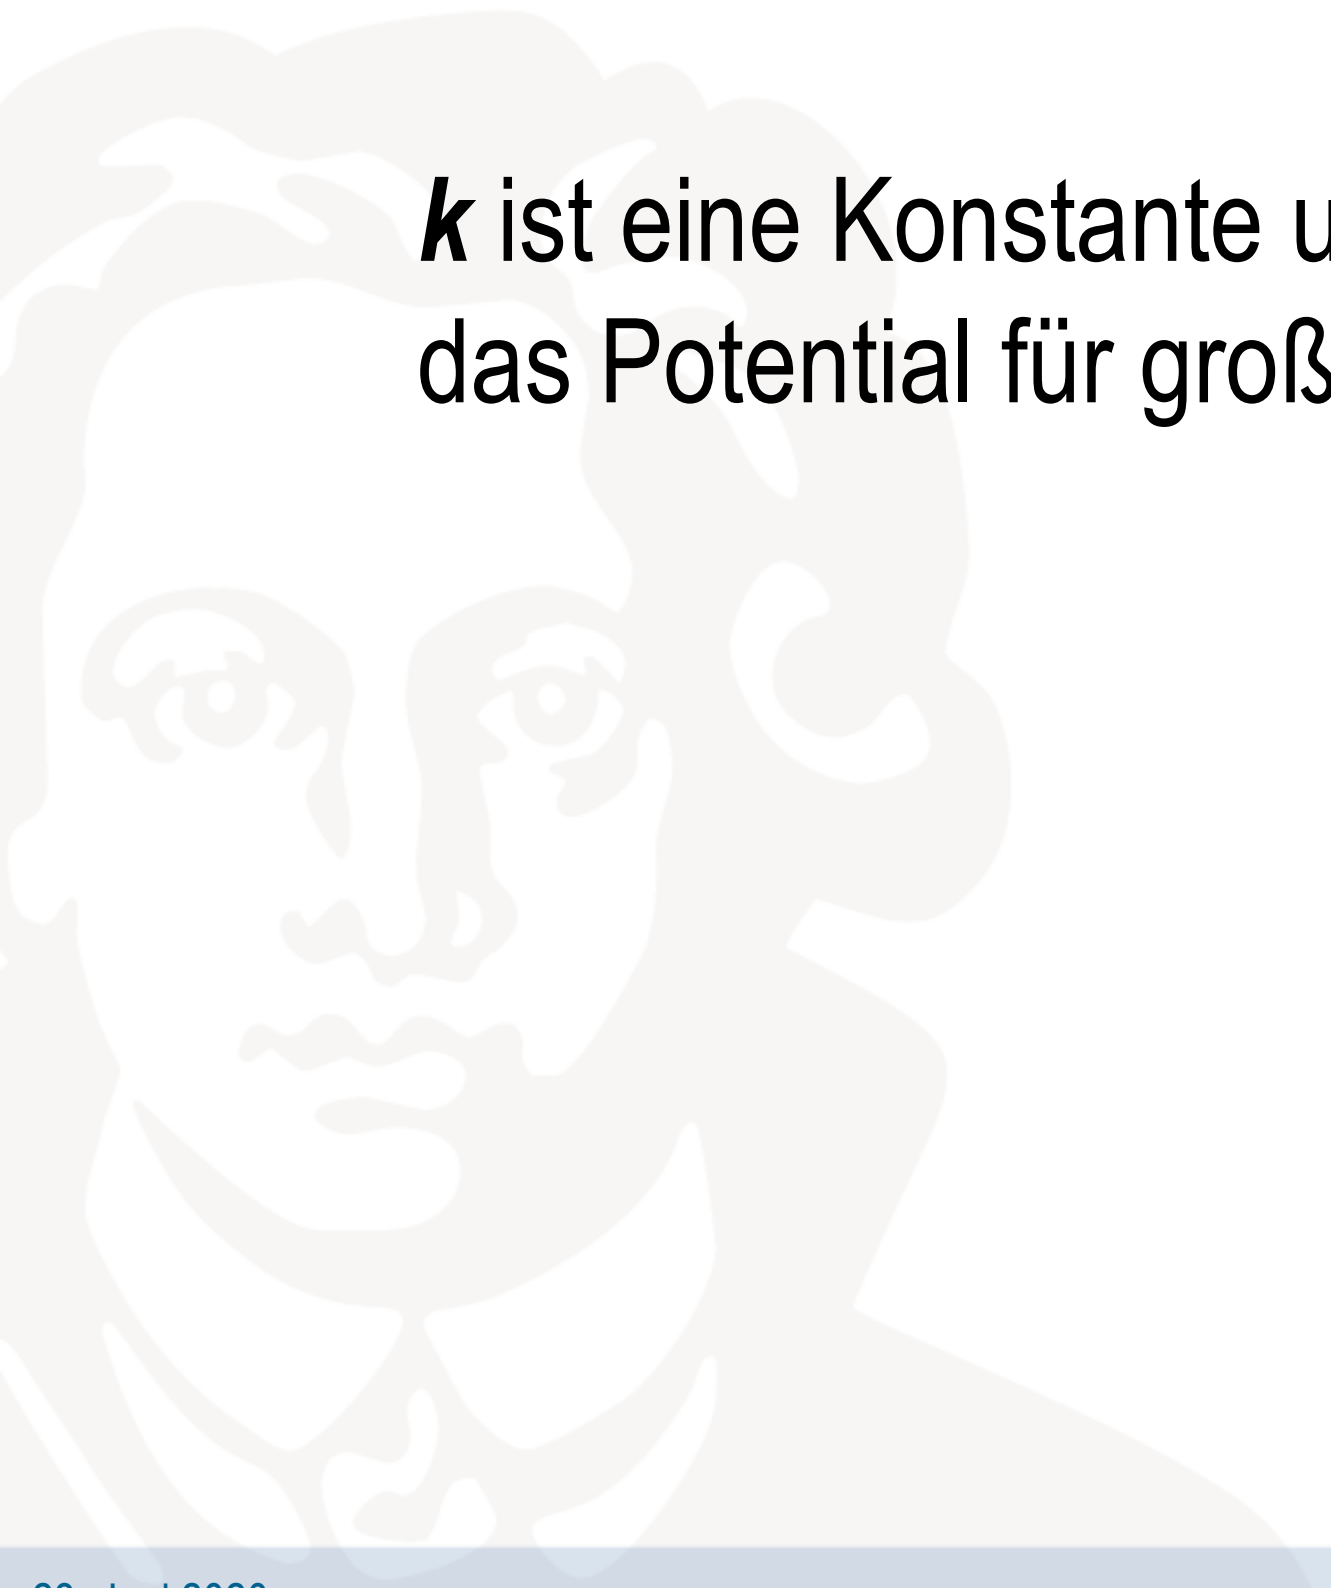 k ist eine Konstante u
das Potential für groß